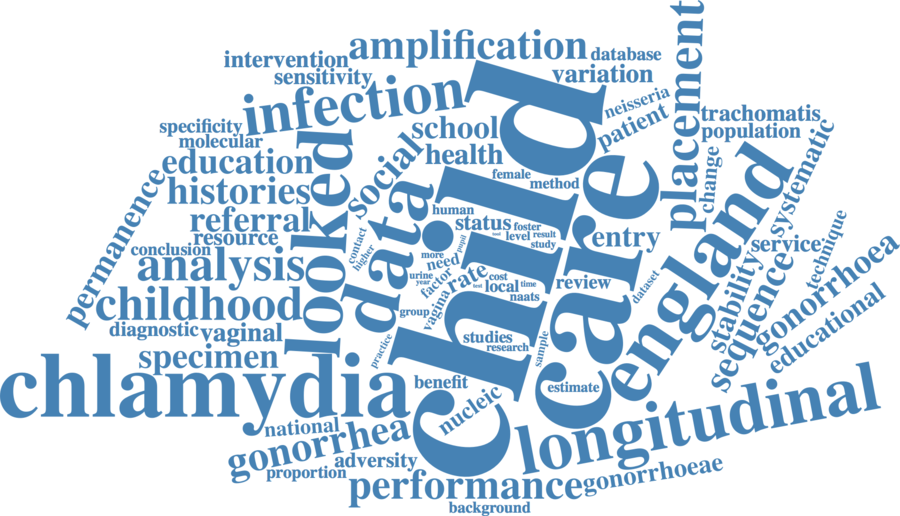 amplification
intervention
database
sensitivity
variation
infection
placement
neisseria
patient
trachomatis
population
specificity
molecular
school
health
looked
social
education
female
method
child
change
systematic
histories
permanence
referral
resource
data
human
status
foster
level
result
study
entry
care
england
service
technique
conclusion
analysis
contact
higher
pupil
more
need
factor
urine
year
rate
cost
test
local
time
naats
review
dataset
stability
sequence
gonorrhoea
childhood
diagnostic
vaginal
vagina
group
educational
specimen
practice
studies
research
sample
chlamydia
benefit
nucleic
estimate
longitudinal
national
gonorrhea
proportion
adversity
performance
gonorrhoeae
background